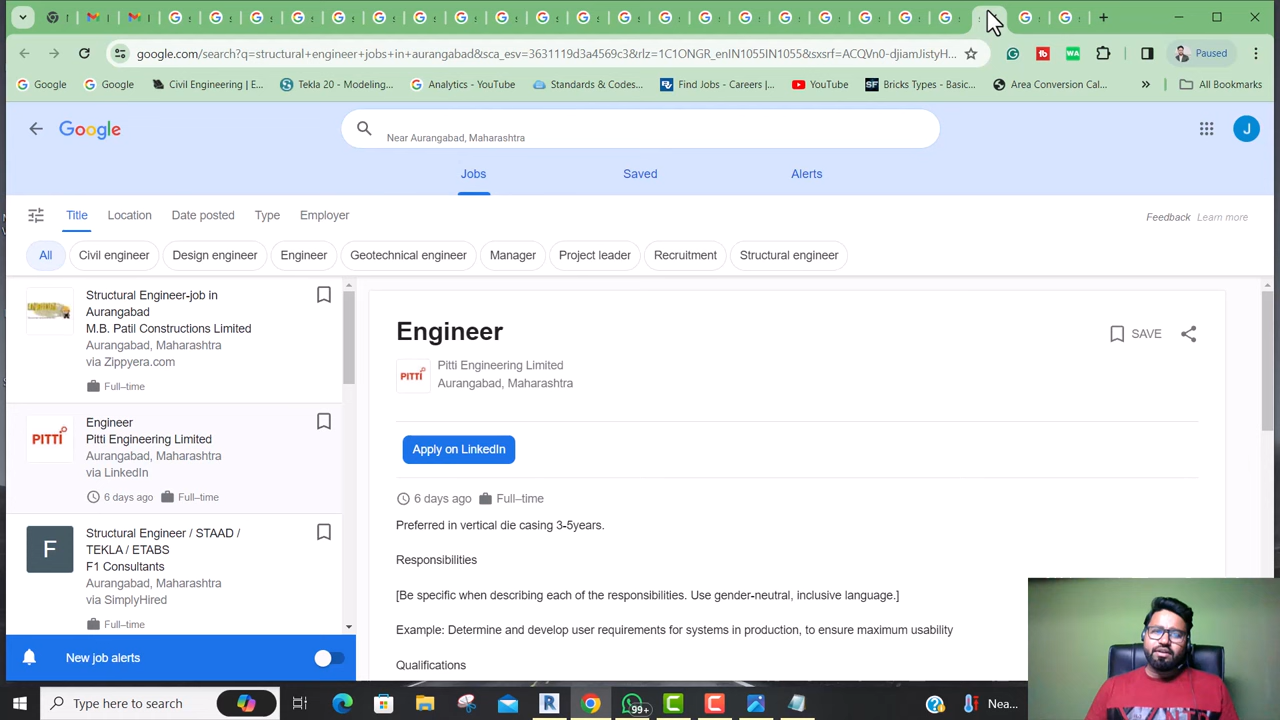 google.com/search?q=structural+engineer+jobs+in+aurangabad&sca_esv=3631119d3a4569c3&rlz=1C1ONGR_enIN1055IN1055&sxsrf=ACQVn0-djiamJistyH...
Paused
Google
Google
Civil Engineering | E...
Tekla 20 - Modeling...
Analytics - YouTube
Standards & Codes...
Find Jobs - Careers |...
YouTube
Bricks Types - Basic...
Area Conversion Cal...
»
All Bookmarks
Google
Near Aurangabad, Maharashtra
J
Jobs
Saved
Alerts
Title
Location
Date posted
Type
Employer
Feedback
Learn more
All
Civil engineer
Design engineer
Engineer
Geotechnical engineer
Manager
Project leader
Recruitment
Structural engineer
Structural Engineer-job in
Aurangabad
M.B. Patil Constructions Limited
Aurangabad, Maharashtra
via Zippyera.com
Full–time
PITTI
Engineer
Pitti Engineering Limited
Aurangabad, Maharashtra
via LinkedIn
6 days ago
Full–time
F
Structural Engineer / STAAD /
TEKLA / ETABS
F1 Consultants
Aurangabad, Maharashtra
via SimplyHired
Full–time
New job alerts
Engineer
SAVE
PITTI
Pitti Engineering Limited
Aurangabad, Maharashtra
Apply on LinkedIn
6 days ago
Full–time
Preferred in vertical die casing 3-5years.
Responsibilities
[Be specific when describing each of the responsibilities. Use gender-neutral, inclusive language.]
Example: Determine and develop user requirements for systems in production, to ensure maximum usability
Qualifications
Type here to search
99+
Nea...